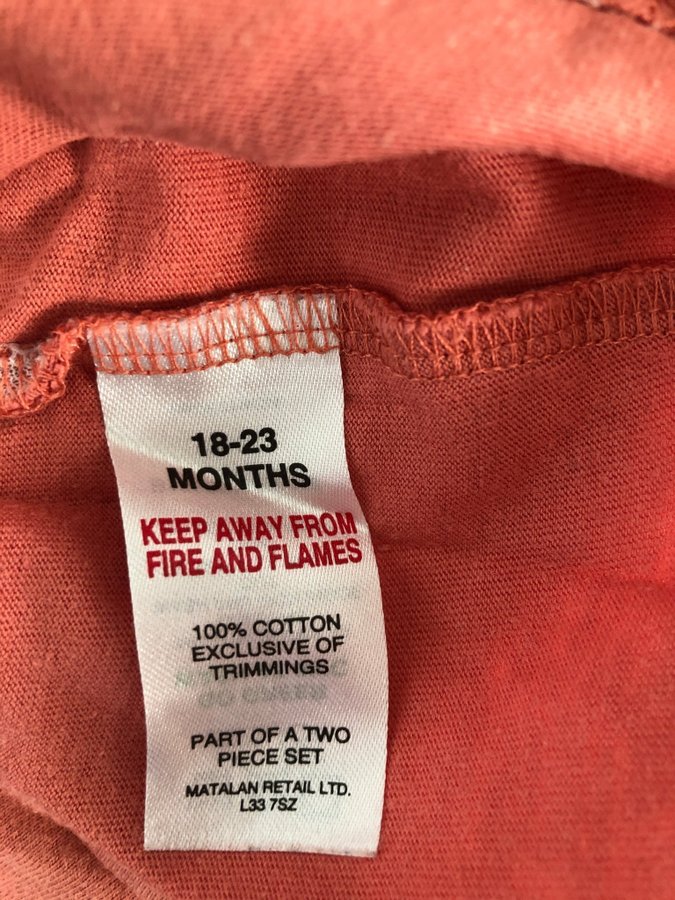 18-23
MONTHS
KEEP AWAY FROM
FIRE AND FLAMES
100% COTTON
EXCLUSIVE OF
TRIMMINGS
PART OF A TWO
PIECE SET
MATALAN RETAIL LTD.
L33 7SZ